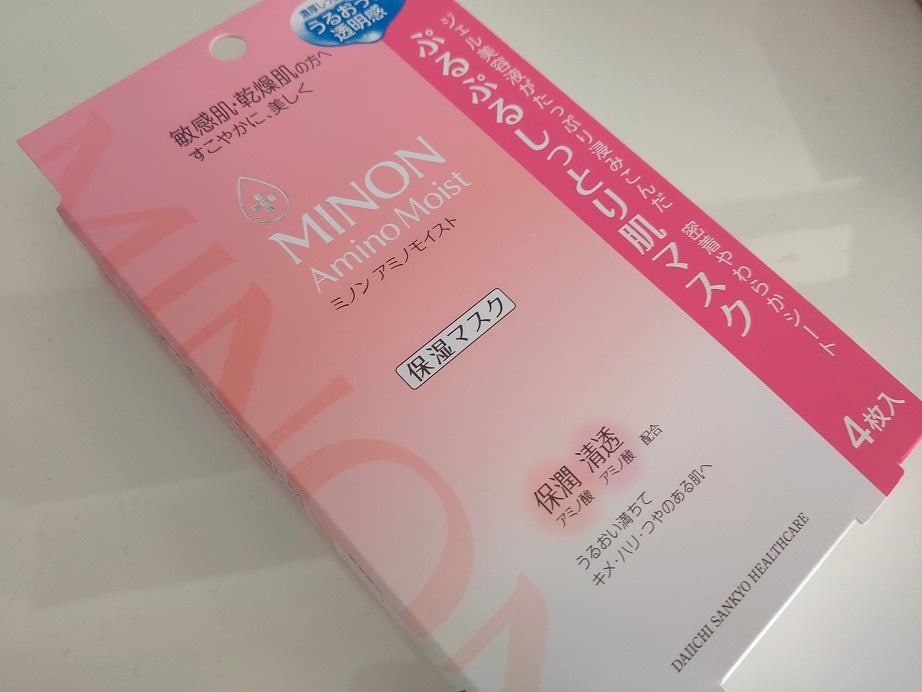 うるおう
透明感
敏感肌・乾燥肌の方へ
すこやかに、美しく
MINON
Amino Moist
ミノン アミノモイスト
保湿マスク
ジェル美容液がたっぷり浸みこんだ 密着やわらかシート
ぷるぷるしっとり肌マスク
4枚入
保潤 清透 配合
アミノ酸 アミノ酸
うるおい満ちて
キメ・ハリ・つやのある肌へ
DAIICHI SANKYO HEALTHCARE
MINON